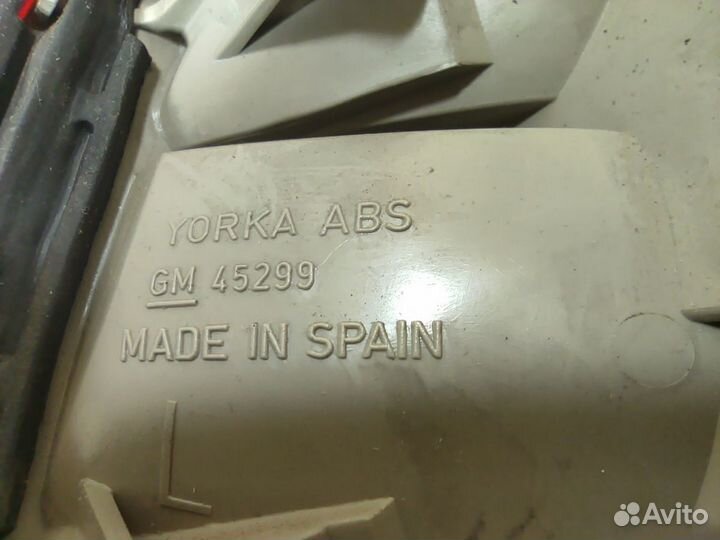 YORKA ABS
GM 45299
MADE IN SPAIN
L
Avito